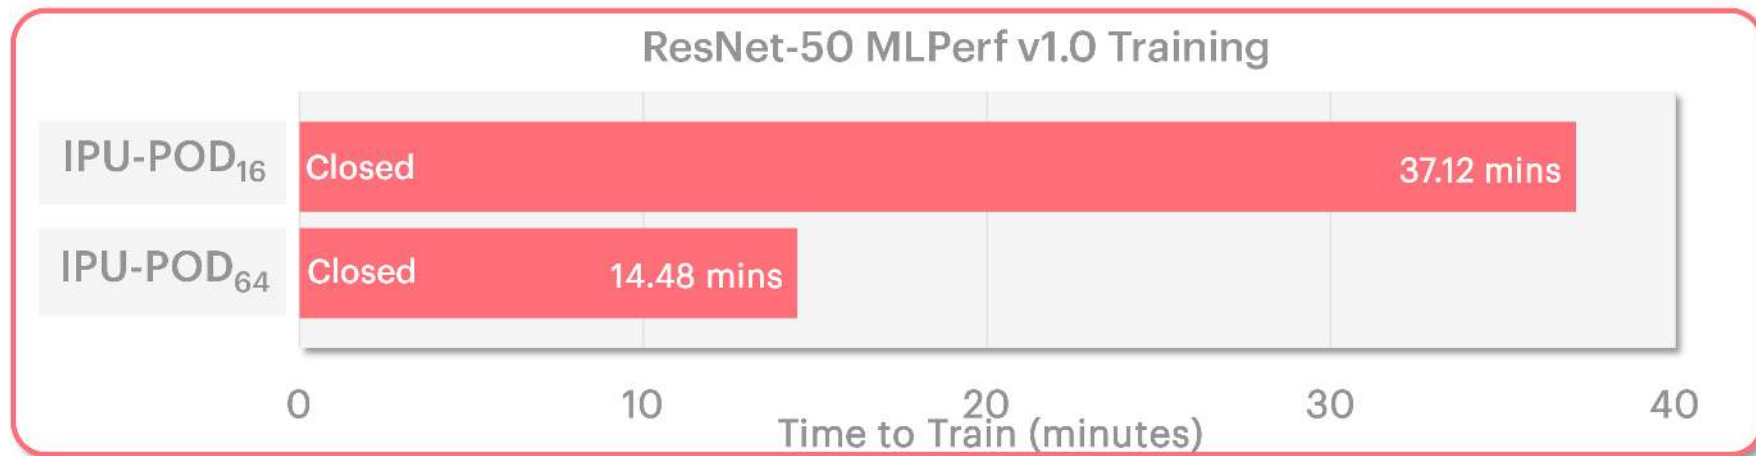 ResNet-50 MLPerf v1.0 Training
IPU-POD₁₆ Closed 37.12 mins
IPU-POD₆₄ Closed 14.48 mins
0 10 20 30 40
Time to Train (minutes)